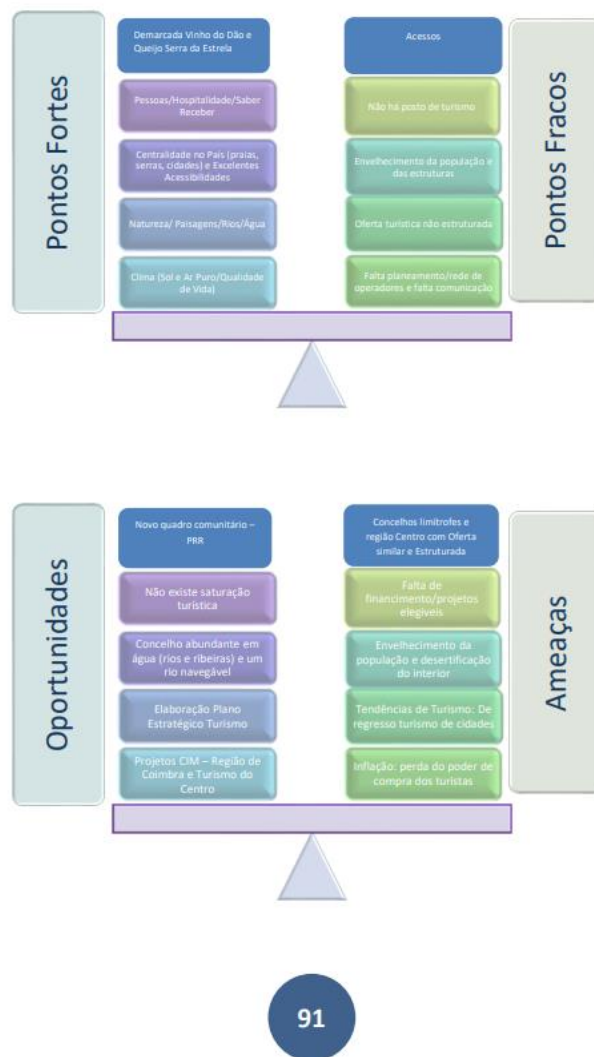 Pontos Fortes
Demarcada Vinho do Dão e
Queijo Serra da Estrela
Pessoas/Hospitalidade/Saber
Receber
Centralidade no País (praias,
serras, cidades) e Excelentes
Acessibilidades
Natureza/ Paisagens/Rios/Água
Clima (Sol e Ar Puro/Qualidade
de Vida)
Acessos
Não há posto de turismo
Envelhecimento da população e
das estruturas
Oferta turística não estruturada
Falta planeamento/rede de
operadores e falta comunicação
Pontos Fracos
Oportunidades
Novo quadro comunitário –
PRR
Não existe saturação
turística
Concelho abundante em
água (rios e ribeiras) e um
rio navegável
Elaboração Plano
Estratégico Turismo
Projetos CIM – Região de
Coimbra e Turismo do
Centro
Concelhos limítrofes e
região Centro com Oferta
similar e Estruturada
Falta de
financimento/projetos
elegíveis
Envelhecimento da
população e desertificação
do interior
Tendências de Turismo: De
regresso turismo de cidades
Inflação: perda do poder de
compra dos turistas
Ameaças
91